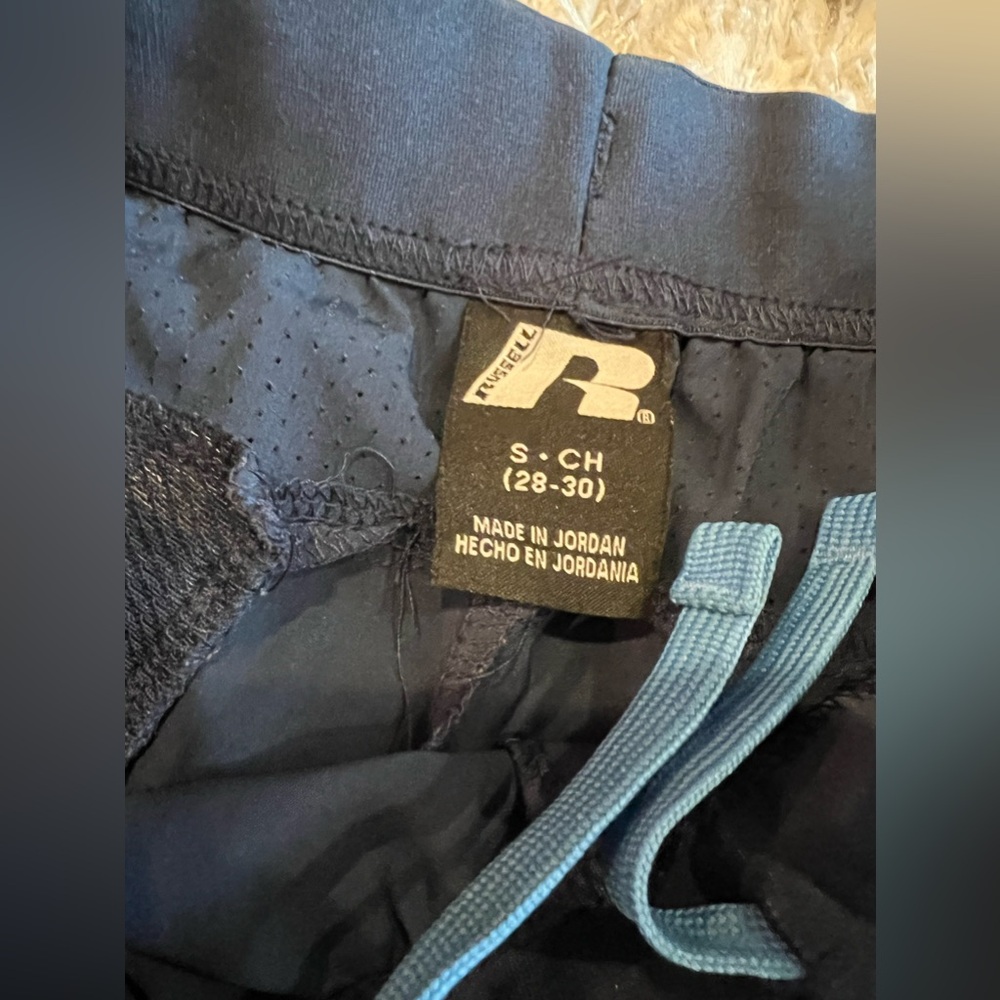 RUSSELL
R®
S • CH
(28-30)
MADE IN JORDAN
HECHO EN JORDANIA